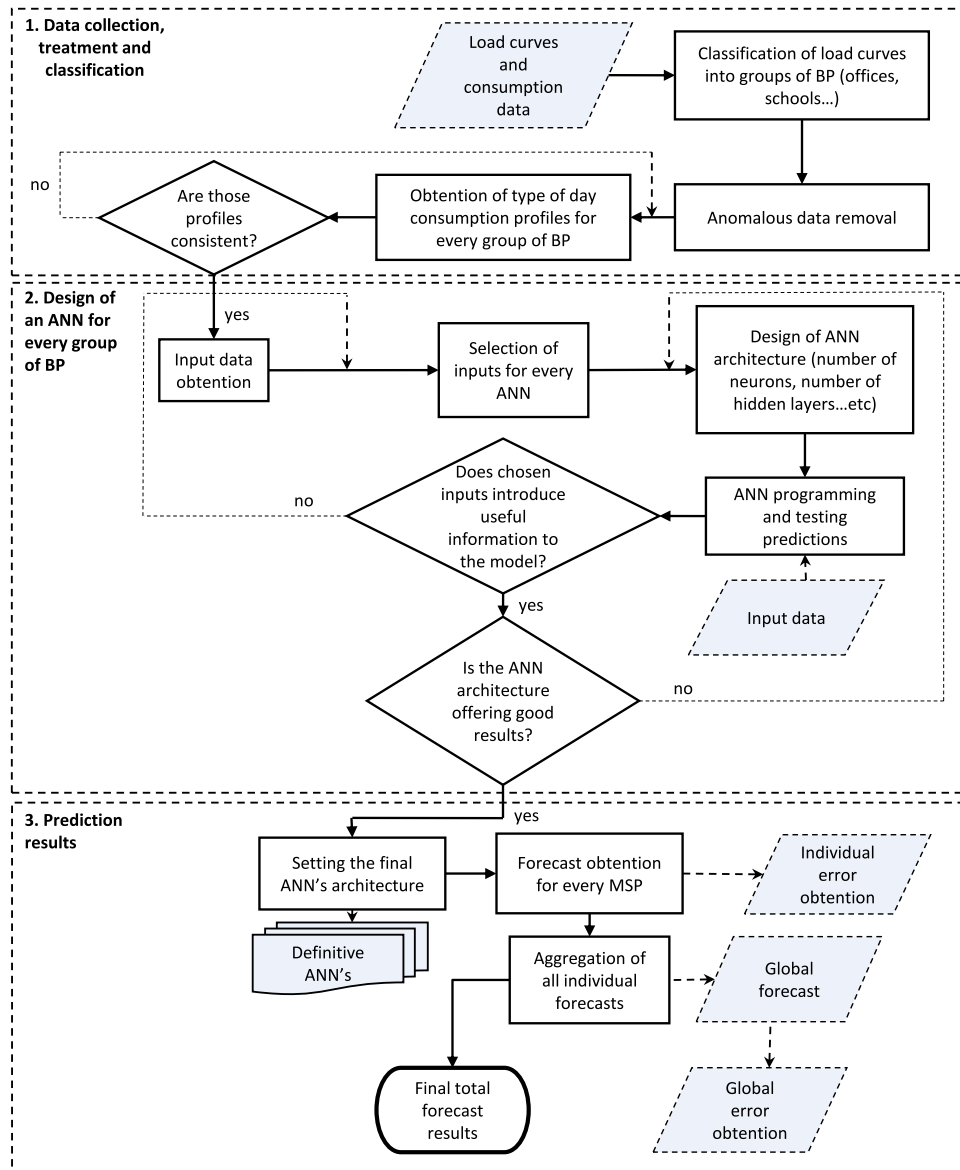 1. Data collection,
treatment and
classification
Load curves
and
consumption
data
Classification of load curves
into groups of BP (offices,
schools...)
no
Are those
profiles
consistent?
Obtention of type of day
consumption profiles for
every group of BP
Anomalous data removal
2. Design of
an ANN for
every group
of BP
yes
Input data
obtention
Selection of
inputs for every
ANN
Design of ANN
architecture (number of
neurons, number of
hidden layers...etc)
no
Does chosen
inputs introduce
useful
information to
the model?
ANN programming
and testing
predictions
yes
Input data
Is the ANN
architecture
offering good
results?
no
yes
3. Prediction
results
Setting the final
ANN's architecture
Forecast obtention
for every MSP
Individual
error
obtention
Definitive
ANN's
Aggregation of
all individual
forecasts
Global
forecast
Final total
forecast
results
Global
error
obtention